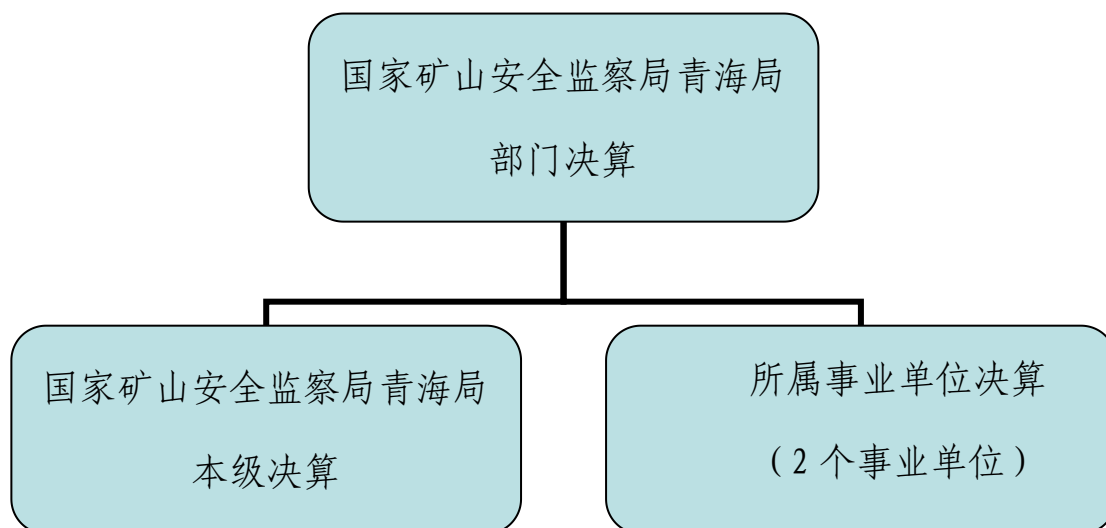 国家矿山安全监察局青海局
部门决算
国家矿山安全监察局青海局
本级决算
所属事业单位决算
（2 个事业单位）